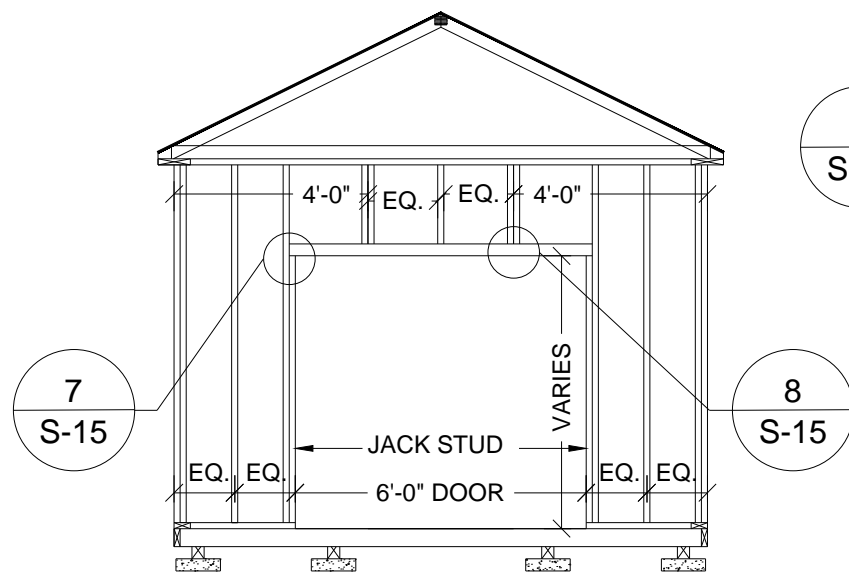 S
4'-0"
EQ.
EQ.
4'-0"
VARIES
7
S-15
8
S-15
JACK STUD
EQ.
EQ.
6'-0" DOOR
EQ.
EQ.